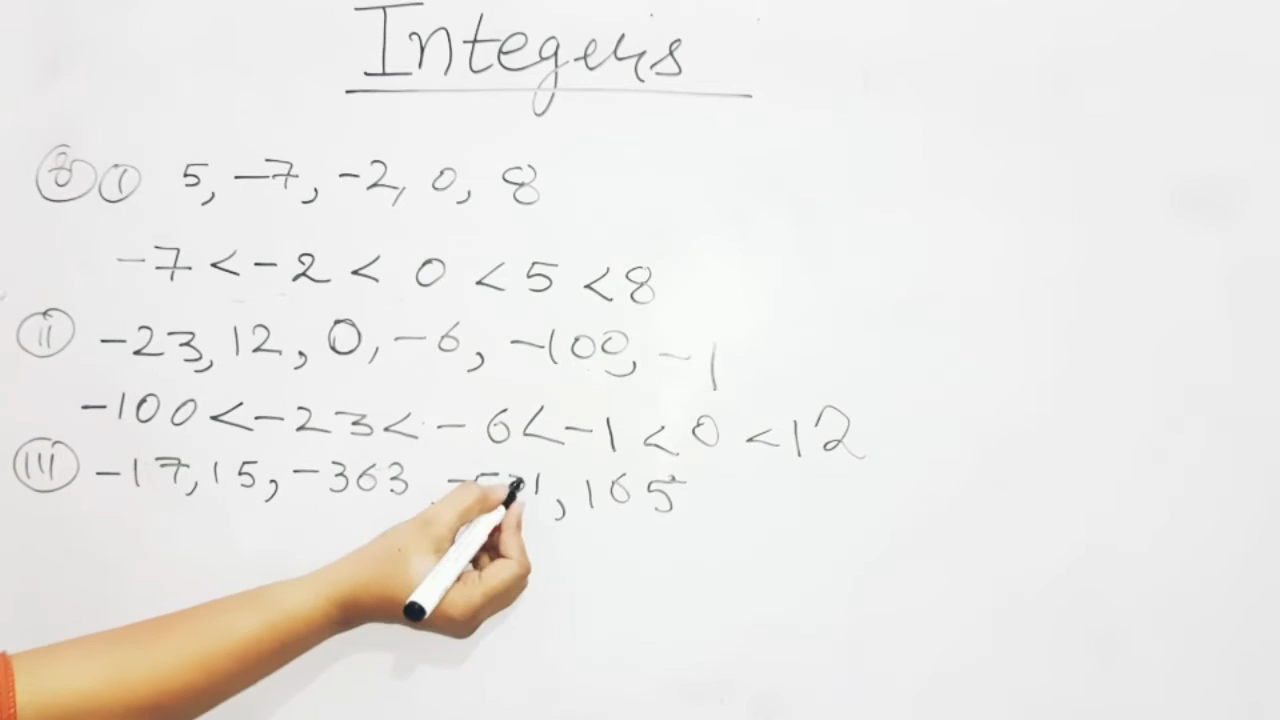 Integers
8 i 5, -7, -2, 0, 8
-7 < -2 < 0 < 5 < 8
ii -23, 12, 0, -6, -100, -1
-100 < -23 < -6 < -1 < 0 < 12
iii -17, 15, -363 , 165